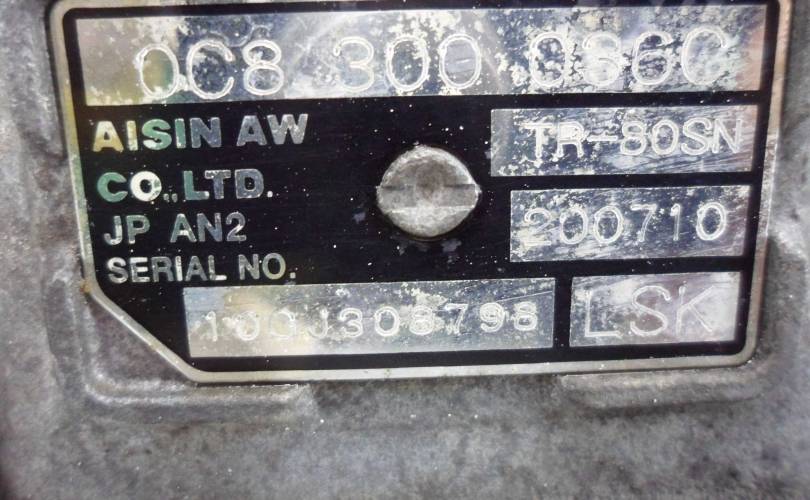 0C8 300 036C
AISIN AW
TR-80SN
CO.,LTD.
200710
JP AN2
SERIAL NO.
LSK